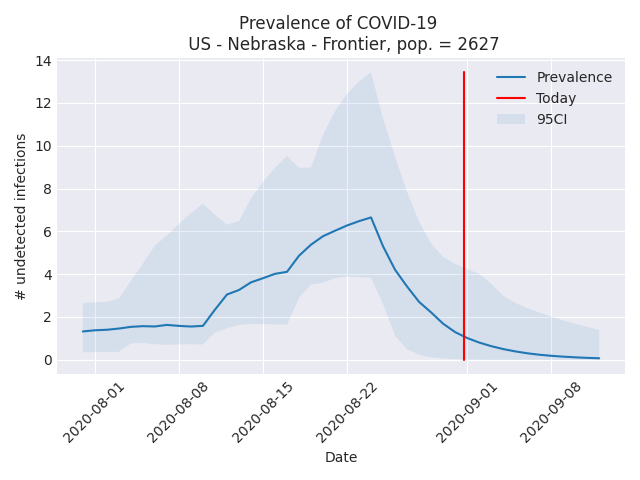 Prevalence of COVID-19
US - Nebraska - Frontier, pop. = 2627
14
12
10
8
6
4
2
0
# undetected infections
Prevalence
Today
95CI
2020-08-01
2020-08-08
2020-08-15
2020-08-22
2020-09-01
2020-09-08
Date